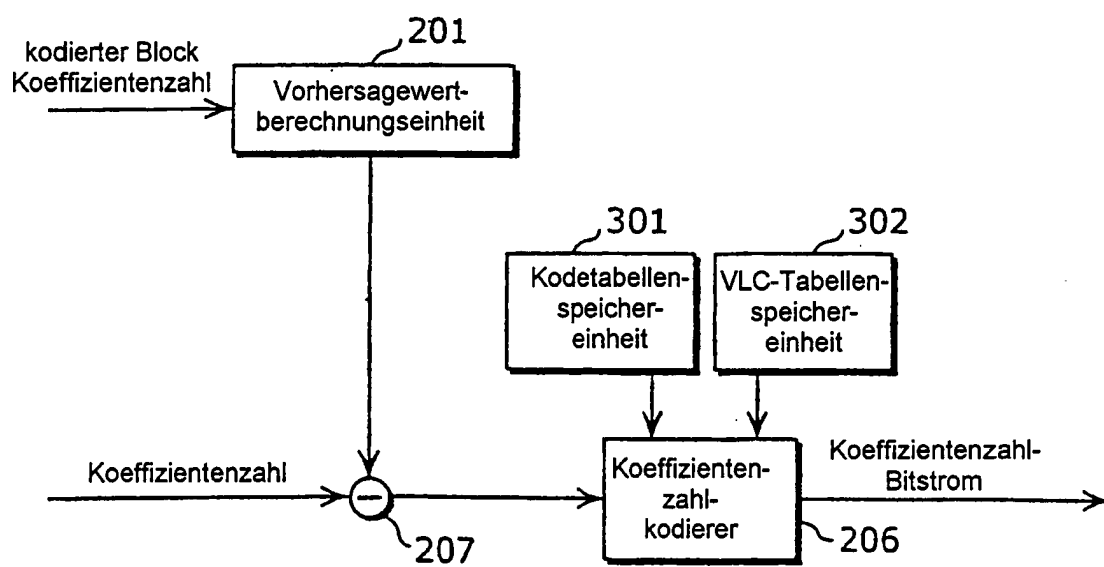 201
kodierter Block
Koeffizientenzahl
Vorhersagewert-
berechnungseinheit
301
302
Kodetabellen-
speicher-
einheit
VLC-Tabellen-
speicher-
einheit
Koeffizientenzahl
Koeffizienten-
zahl-
kodierer
Koeffizientenzahl-
Bitstrom
207
206